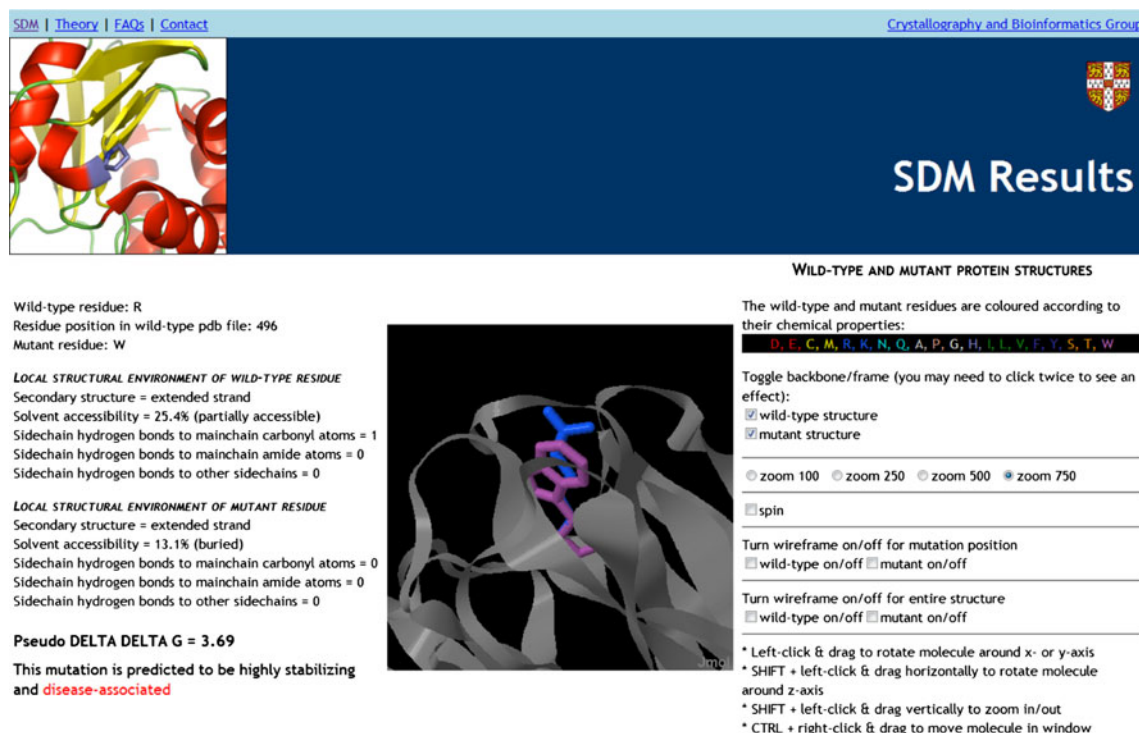 SDM | Theory | FAQs | Contact
Crystallography and Bioinformatics Group
SDM Results
Wild-type residue: R
Residue position in wild-type pdb file: 496
Mutant residue: W
LOCAL STRUCTURAL ENVIRONMENT OF WILD-TYPE RESIDUE
Secondary structure = extended strand
Solvent accessibility = 25.4% (partially accessible)
Sidechain hydrogen bonds to mainchain carbonyl atoms = 1
Sidechain hydrogen bonds to mainchain amide atoms = 0
Sidechain hydrogen bonds to other sidechains = 0
LOCAL STRUCTURAL ENVIRONMENT OF MUTANT RESIDUE
Secondary structure = extended strand
Solvent accessibility = 13.1% (buried)
Sidechain hydrogen bonds to mainchain carbonyl atoms = 0
Sidechain hydrogen bonds to mainchain amide atoms = 0
Sidechain hydrogen bonds to other sidechains = 0
Pseudo DELTA DELTA G = 3.69
This mutation is predicted to be highly stabilizing
and disease-associated
Jmol
WILD-TYPE AND MUTANT PROTEIN STRUCTURES
The wild-type and mutant residues are coloured according to
their chemical properties:
D, E, C, M, R, K, N, Q, A, P, G, H, I, L, V, F, Y, S, T, W
Toggle backbone/frame (you may need to click twice to see an
effect):
wild-type structure
mutant structure
zoom 100 zoom 250 zoom 500 zoom 750
spin
Turn wireframe on/off for mutation position
wild-type on/off mutant on/off
Turn wireframe on/off for entire structure
wild-type on/off mutant on/off
* Left-click & drag to rotate molecule around x- or y-axis
* SHIFT + left-click & drag horizontally to rotate molecule
around z-axis
* SHIFT + left-click & drag vertically to zoom in/out
* CTRL + right-click & drag to move molecule in window